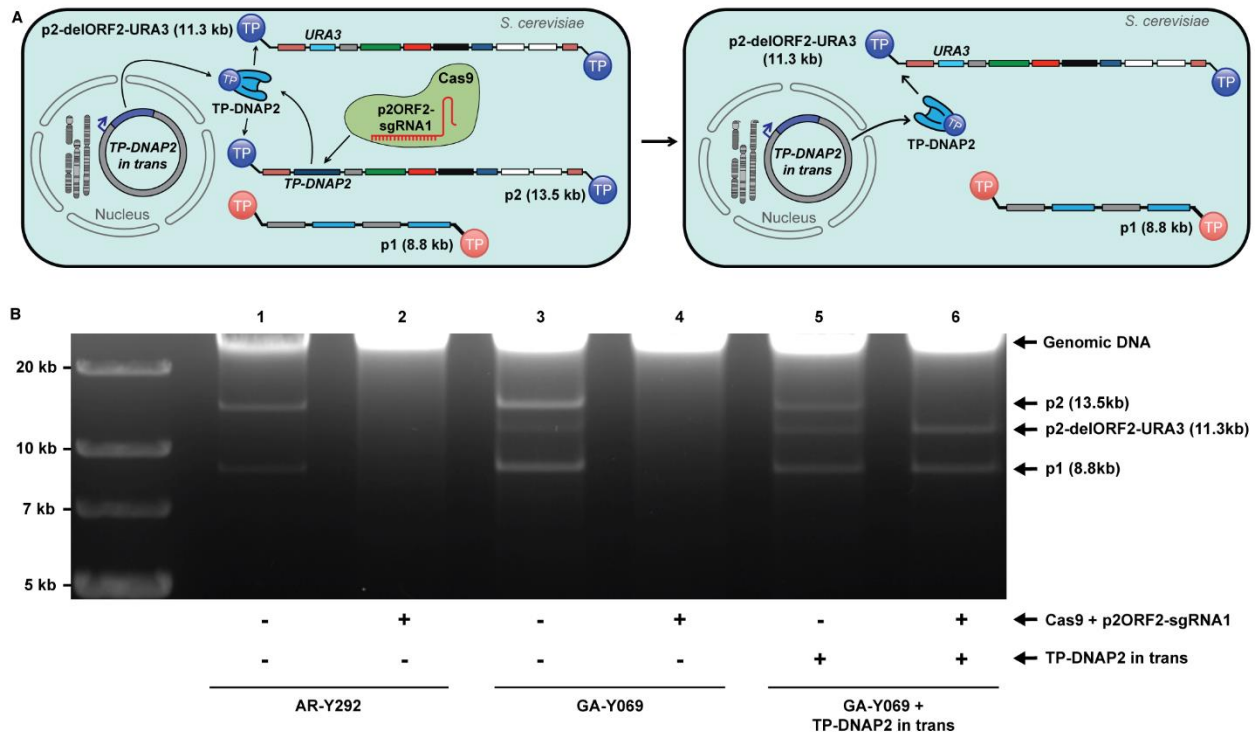 A
S. cerevisiae
p2-delORF2-URA3 (11.3 kb)
TP
URA3
TP
TP
TP-DNAP2
Cas9
p2ORF2-
sgRNA1
TP-DNAP2
in trans
Nucleus
TP
TP-DNAP2
TP
p2 (13.5 kb)
TP
p1 (8.8 kb)
TP
S. cerevisiae
p2-delORF2-URA3
(11.3 kb)
TP
URA3
TP
TP
TP-DNAP2
TP-DNAP2
in trans
Nucleus
TP
p1 (8.8 kb)
TP
B
1 2 3 4 5 6
Genomic DNA
20 kb
p2 (13.5kb)
p2-delORF2-URA3 (11.3kb)
10 kb
p1 (8.8kb)
7 kb
5 kb
- + - + - + Cas9 + p2ORF2-sgRNA1
- - - - + + TP-DNAP2 in trans
AR-Y292 GA-Y069 GA-Y069 +
TP-DNAP2 in trans